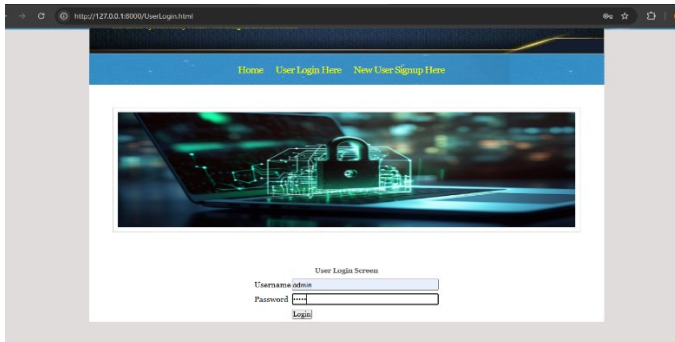 http://127.0.0.1:8000/UserLogin.html
Home User Login Here New User Signup Here
User Login Screen
Username admin
Password •••••
Login